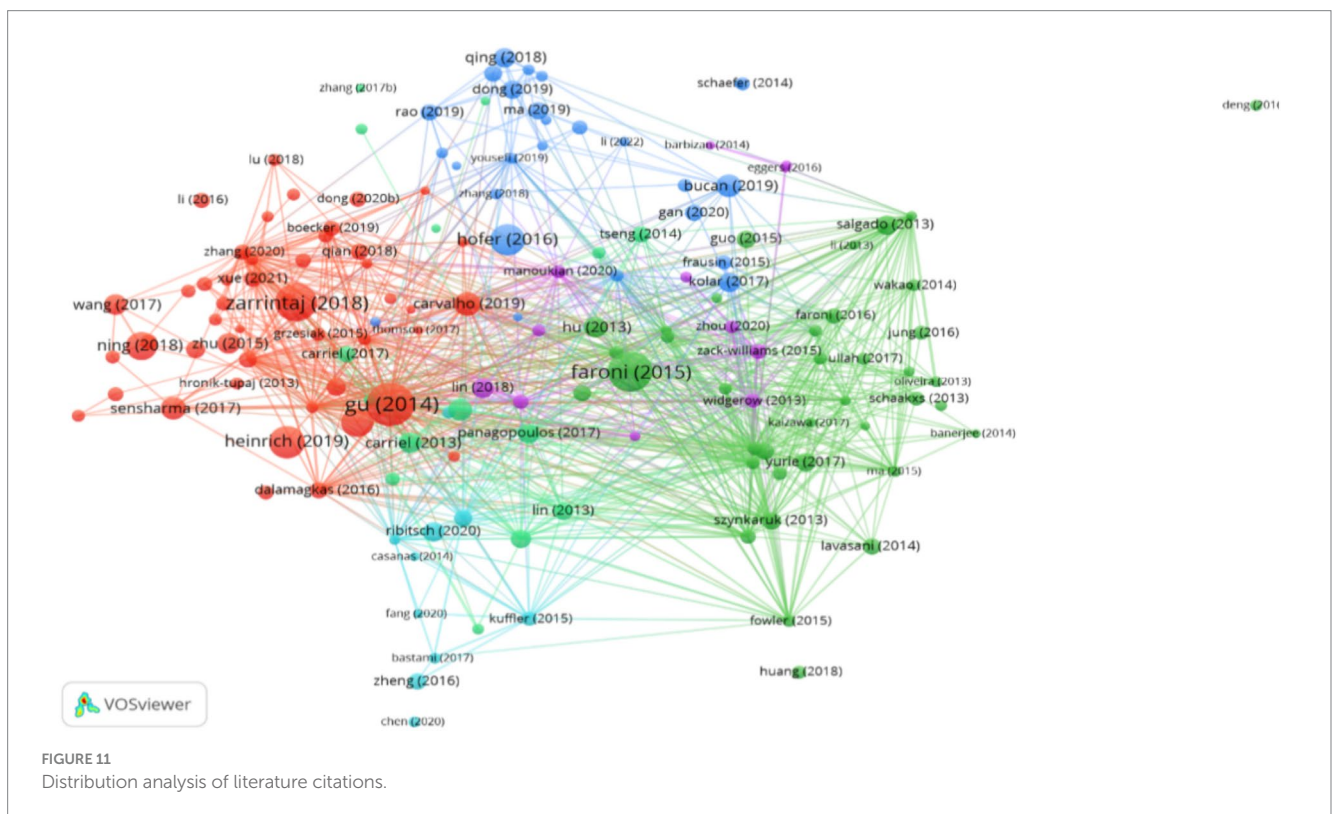 qing (2018)
schaefer (2014)
zhang (2017b)
dong (2019)
deng (201
rao (2019)
ma (2019)
li (2022)
barbizan (2014)
lu (2018)
yousefi (2019)
eggers (2016)
bucan (2019)
zhang (2018)
li (2016)
dong (2020b)
gan (2020)
salgado (2013)
boecker (2019)
tseng (2014)
guo (2015)
hofer (2016)
li (2013)
zhang (2020)
qian (2018)
frausin (2015)
manoukian (2020)
xue (2021)
kolar (2017)
wakao (2014)
wang (2017)
zarrintaj (2018)
carvalho (2019)
faroni (2016)
hu (2013)
zhou (2020)
grzesiak (2015)
thomson (2017)
jung (2016)
ning (2018)
zhu (2015)
carriel (2017)
zack-williams (2015)
ullah (2017)
faroni (2015)
hronik-tupaj (2013)
lin (2018)
oliveira (2013)
schaakxs (2013)
widgerow (2013)
gu (2014)
sensharma (2017)
kaizawa (2017)
panagopoulos (2017)
banerjee (2014)
heinrich (2019)
carriel (2013)
yurie (2017)
ma (2015)
dalamagkas (2016)
lin (2013)
szynkaruk (2013)
ribitsch (2020)
lavasani (2014)
casanas (2014)
fang (2020)
kuffler (2015)
fowler (2015)
bastami (2017)
huang (2018)
zheng (2016)
VOSviewer
chen (2020)
FIGURE 11
Distribution analysis of literature citations.